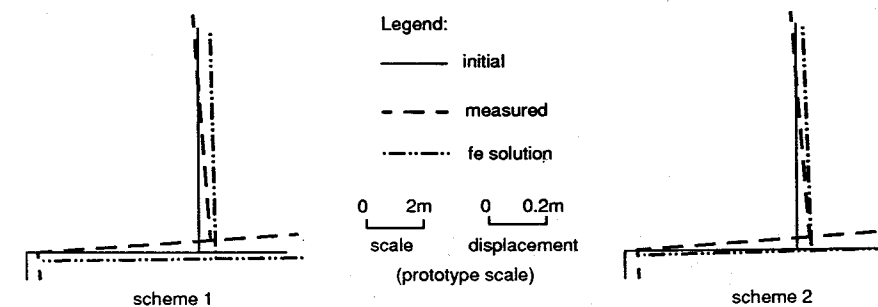 Legend:
initial
measured
fe solution
0 2m
scale
0 0.2m
displacement
(prototype scale)
scheme 1
scheme 2